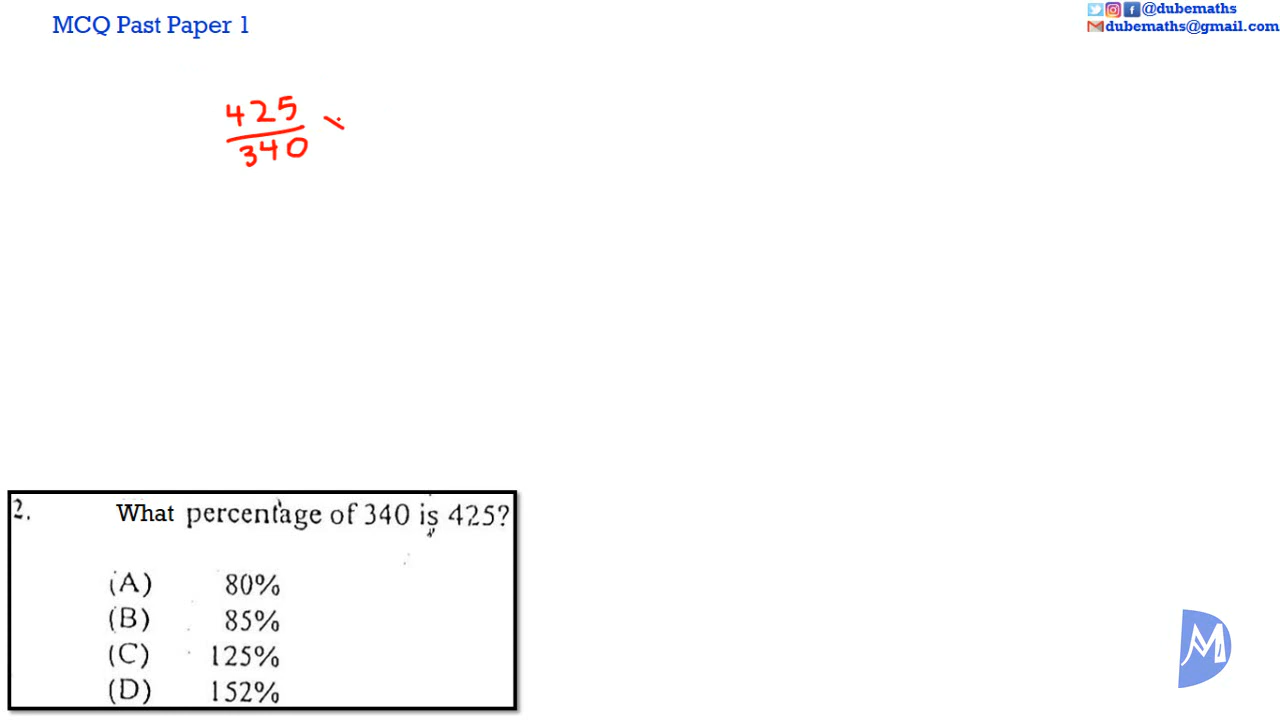 MCQ Past Paper 1
@dubemaths
dubemaths@gmail.com
425
340
2. What percentage of 340 is 425?
(A) 80%
(B) 85%
(C) 125%
(D) 152%
M